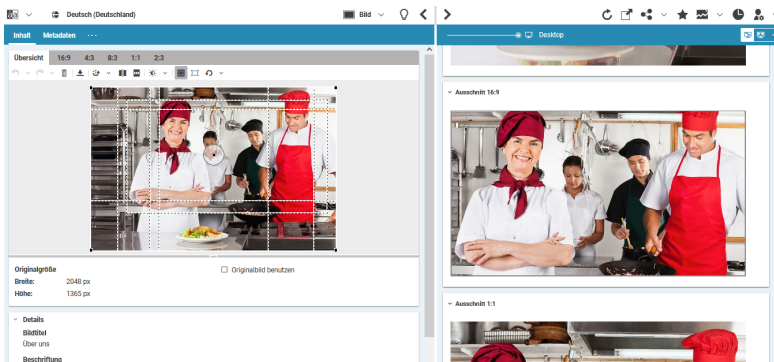 Deutsch (Deutschland)
Bild
Inhalt
Metadaten
Desktop
Übersicht
16:9
4:3
8:3
1:1
2:3
Ausschnitt 16:9
Originalgröße
Originalbild benutzen
Breite: 2048 px
Höhe: 1365 px
Ausschnitt 1:1
Details
Bildtitel
Über uns
Beschriftung